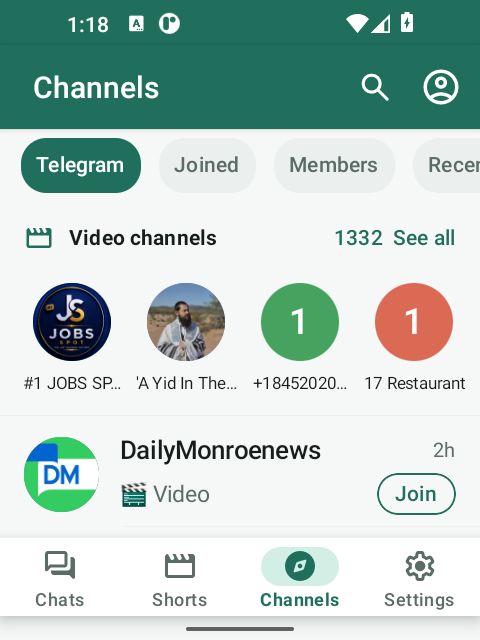 1:18
Channels
Telegram Joined Members Recen
Video channels 1332 See all
JS
JOBS
SPOT
1 1
#1 JOBS SP... 'A Yid In The... +18452020... 17 Restaurant
DailyMonroenews 2h
DM
Video Join
Chats Shorts Channels Settings